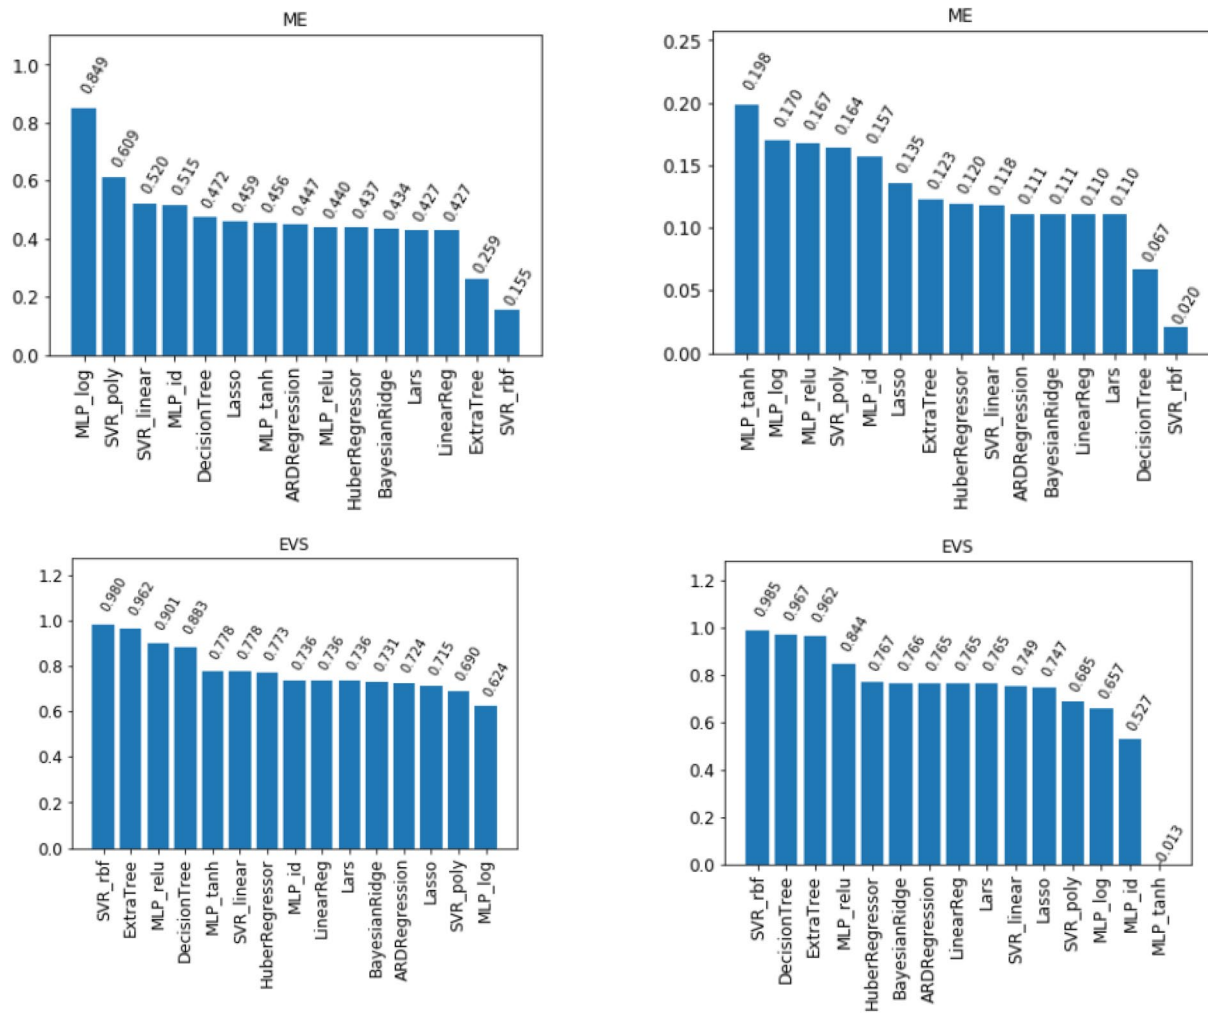 ME
1.0
0.8
0.6
0.4
0.2
0.0
0.849
0.609
0.520
0.515
0.472
0.459
0.456
0.447
0.440
0.437
0.434
0.427
0.427
0.259
0.155
MLP_log
SVR_poly
SVR_linear
MLP_id
DecisionTree
Lasso
MLP_tanh
ARDRegression
MLP_relu
HuberRegressor
BayesianRidge
Lars
LinearReg
ExtraTree
SVR_rbf
ME
0.25
0.20
0.15
0.10
0.05
0.00
0.198
0.170
0.167
0.164
0.157
0.135
0.123
0.120
0.118
0.111
0.111
0.110
0.110
0.067
0.020
MLP_tanh
MLP_log
MLP_relu
SVR_poly
MLP_id
Lasso
ExtraTree
HuberRegressor
SVR_linear
ARDRegression
BayesianRidge
LinearReg
Lars
DecisionTree
SVR_rbf
EVS
1.2
1.0
0.8
0.6
0.4
0.2
0.0
0.980
0.962
0.901
0.883
0.778
0.778
0.773
0.736
0.736
0.736
0.731
0.724
0.715
0.690
0.624
SVR_rbf
ExtraTree
MLP_relu
DecisionTree
MLP_tanh
SVR_linear
HuberRegressor
MLP_id
LinearReg
Lars
BayesianRidge
ARDRegression
Lasso
SVR_poly
MLP_log
EVS
1.2
1.0
0.8
0.6
0.4
0.2
0.0
0.985
0.967
0.962
0.844
0.767
0.766
0.765
0.765
0.765
0.749
0.747
0.685
0.657
0.527
-0.013
SVR_rbf
DecisionTree
ExtraTree
MLP_relu
HuberRegressor
BayesianRidge
ARDRegression
LinearReg
Lars
SVR_linear
Lasso
SVR_poly
MLP_log
MLP_id
MLP_tanh